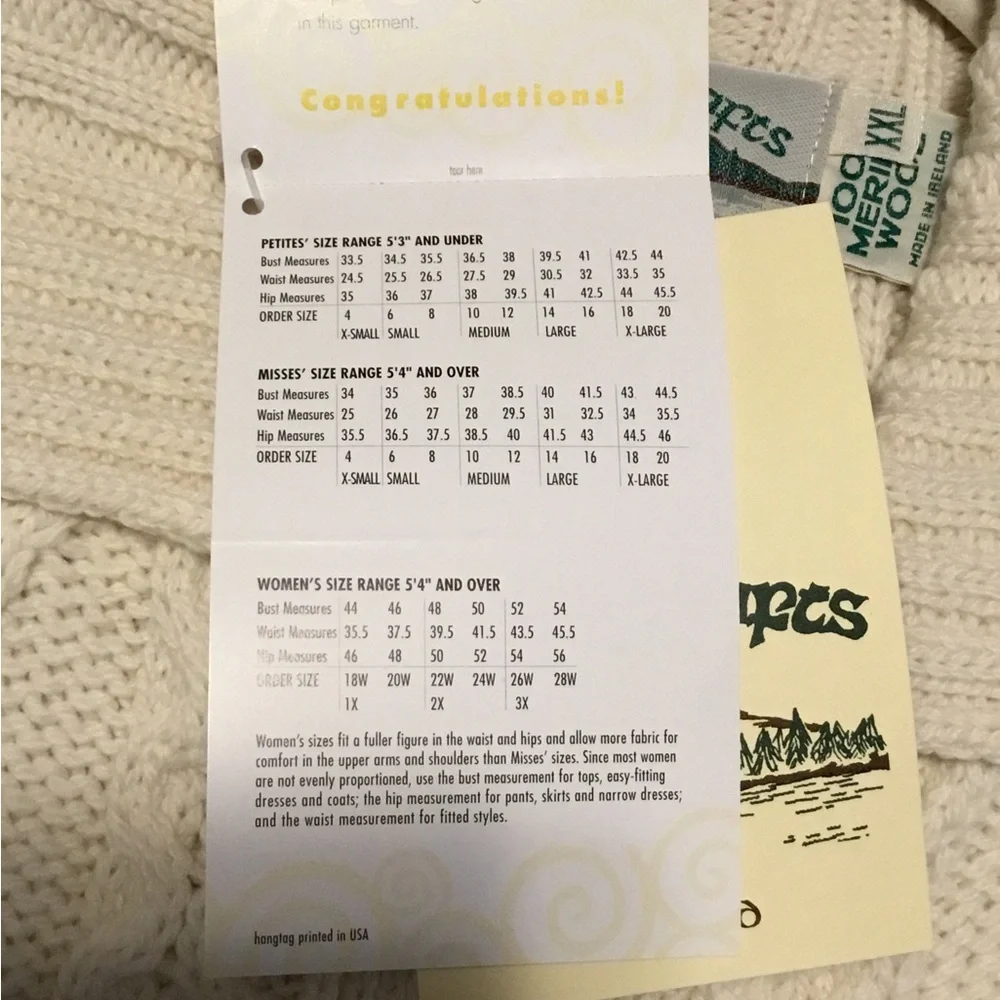 in this garment.
Congratulations!
tear here
PETITES' SIZE RANGE 5'3" AND UNDER
Bust Measures 33.5 34.5 35.5 36.5 38 39.5 41 42.5 44
Waist Measures 24.5 25.5 26.5 27.5 29 30.5 32 33.5 35
Hip Measures 35 36 37 38 39.5 41 42.5 44 45.5
ORDER SIZE 4 6 8 10 12 14 16 18 20
X-SMALL SMALL MEDIUM LARGE X-LARGE
MISSES' SIZE RANGE 5'4" AND OVER
Bust Measures 34 35 36 37 38.5 40 41.5 43 44.5
Waist Measures 25 26 27 28 29.5 31 32.5 34 35.5
Hip Measures 35.5 36.5 37.5 38.5 40 41.5 43 44.5 46
ORDER SIZE 4 6 8 10 12 14 16 18 20
X-SMALL SMALL MEDIUM LARGE X-LARGE
WOMEN'S SIZE RANGE 5'4" AND OVER
Bust Measures 44 46 48 50 52 54
Waist Measures 35.5 37.5 39.5 41.5 43.5 45.5
Hip Measures 46 48 50 52 54 56
ORDER SIZE 18W 20W 22W 24W 26W 28W
1X 2X 3X
Women's sizes fit a fuller figure in the waist and hips and allow more fabric for
comfort in the upper arms and shoulders than Misses' sizes. Since most women
are not evenly proportioned, use the bust measurement for tops, easy-fitting
dresses and coats; the hip measurement for pants, skirts and narrow dresses;
and the waist measurement for fitted styles.
hangtag printed in USA
XXL
MADE IN IRELAND